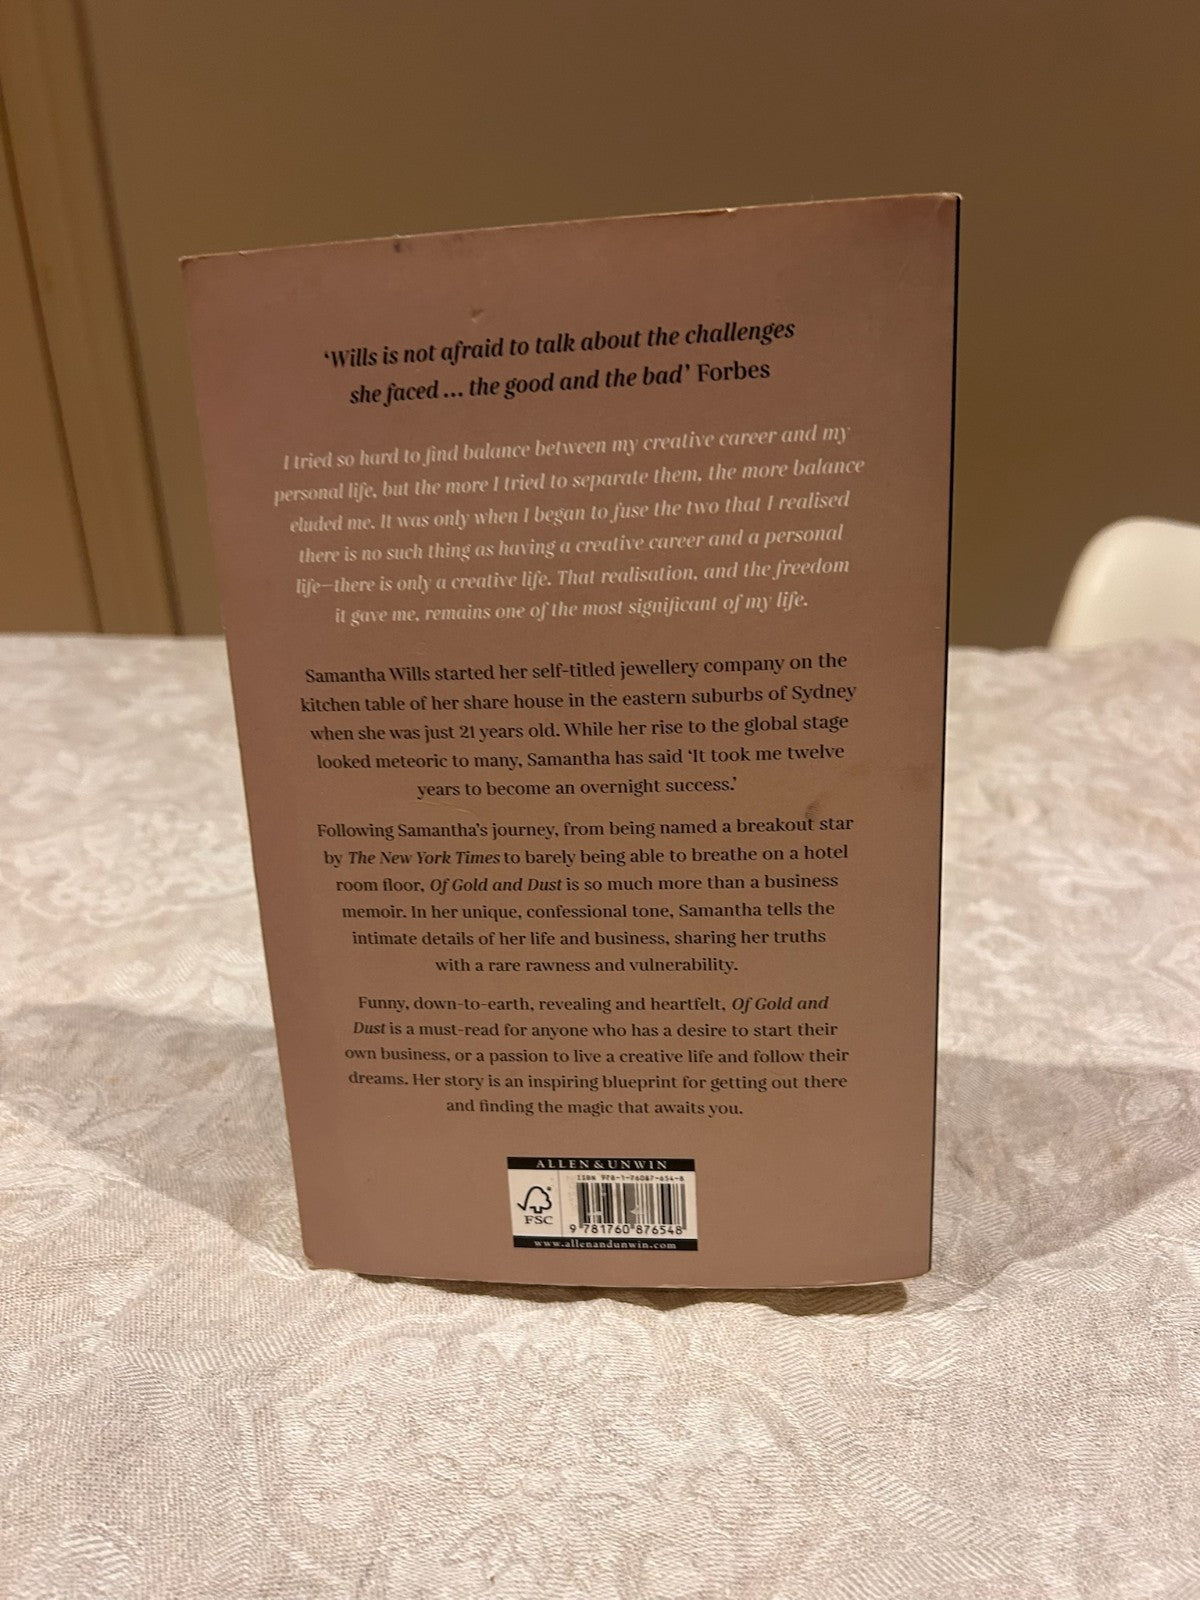 ‘Wills is not afraid to talk about the challenges
she faced ... the good and the bad’ Forbes
I tried so hard to find balance between my creative career and my
personal life, but the more I tried to separate them, the more balance
eluded me. It was only when I began to fuse the two that I realised
there is no such thing as having a creative career and a personal
life—there is only a creative life. That realisation, and the freedom
it gave me, remains one of the most significant of my life.
Samantha Wills started her self-titled jewellery company on the
kitchen table of her share house in the eastern suburbs of Sydney
when she was just 21 years old. While her rise to the global stage
looked meteoric to many, Samantha has said ‘It took me twelve
years to become an overnight success.’
Following Samantha’s journey, from being named a breakout star
by The New York Times to barely being able to breathe on a hotel
room floor, Of Gold and Dust is so much more than a business
memoir. In her unique, confessional tone, Samantha tells the
intimate details of her life and business, sharing her truths
with a rare rawness and vulnerability.
Funny, down-to-earth, revealing and heartfelt, Of Gold and
Dust is a must-read for anyone who has a desire to start their
own business, or a passion to live a creative life and follow their
dreams. Her story is an inspiring blueprint for getting out there
and finding the magic that awaits you.
ALLEN & UNWIN
ISBN 978-1-76087-654-8
FSC
9 781760 876548
www.allenandunwin.com